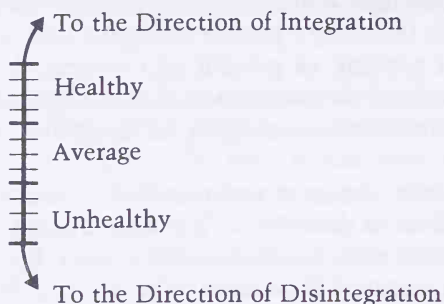 To the Direction of Integration
Healthy
Average
Unhealthy
To the Direction of Disintegration